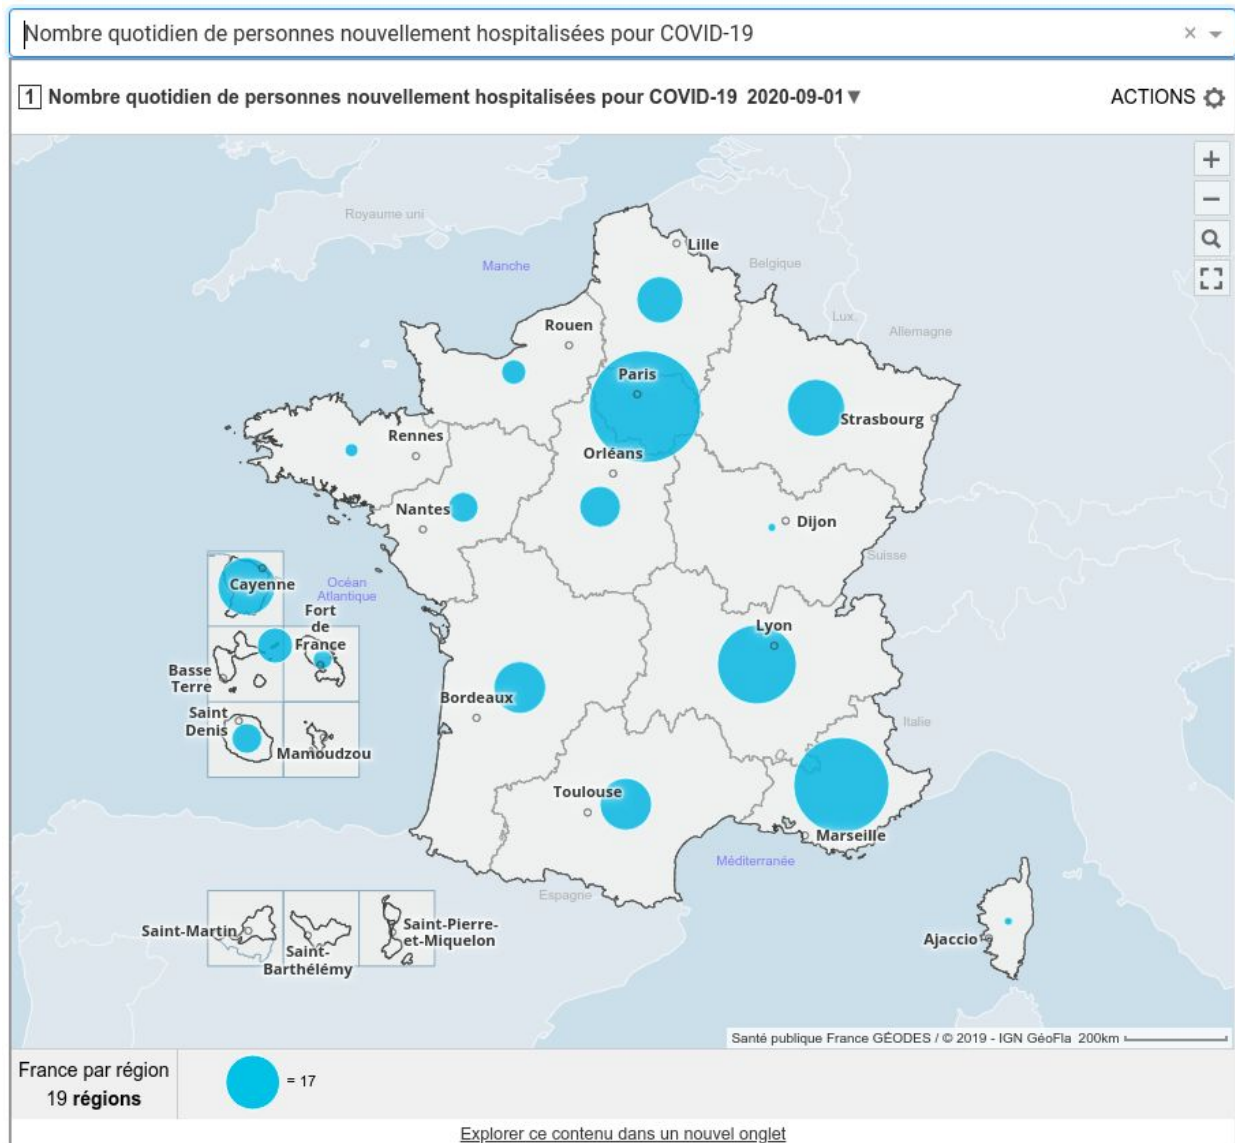 Nombre quotidien de personnes nouvellement hospitalisées pour COVID-19
1 Nombre quotidien de personnes nouvellement hospitalisées pour COVID-19 2020-09-01
ACTIONS
Royaume uni
Lille
Manche
Belgique
Lux.
Allemagne
Rouen
Paris
Strasbourg
Rennes
Orléans
Nantes
Dijon
Suisse
Cayenne
Océan
Atlantique
Fort
de
France
Lyon
Basse
Terre
Bordeaux
Saint
Denis
Italie
Mamoudzou
Toulouse
Marseille
Méditerranée
Espagne
Saint-Martin
Saint-
Barthélémy
Saint-Pierre-
et-Miquelon
Ajaccio
Santé publique France GÉODES / © 2019 - IGN GéoFla 200km
France par région
19 régions
= 17
Explorer ce contenu dans un nouvel onglet